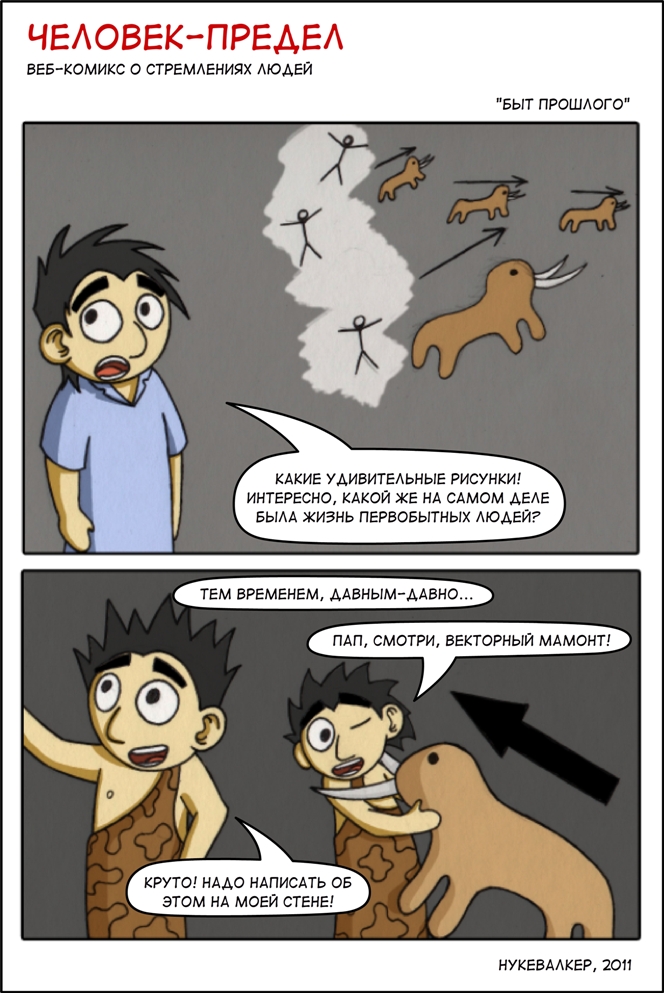 ЧЕЛОВЕК-ПРЕДЕЛ
ВЕБ-КОМИКС О СТРЕМЛЕНИЯХ ЛЮДЕЙ
"БЫТ ПРОШЛОГО"
КАКИЕ УДИВИТЕЛЬНЫЕ РИСУНКИ!
ИНТЕРЕСНО, КАКОЙ ЖЕ НА САМОМ ДЕЛЕ
БЫЛА ЖИЗНЬ ПЕРВОБЫТНЫХ ЛЮДЕЙ?
ТЕМ ВРЕМЕНЕМ, ДАВНЫМ-ДАВНО...
ПАП, СМОТРИ, ВЕКТОРНЫЙ МАМОНТ!
КРУТО! НАДО НАПИСАТЬ ОБ
ЭТОМ НА МОЕЙ СТЕНЕ!
НУКЕВАЛКЕР, 2011